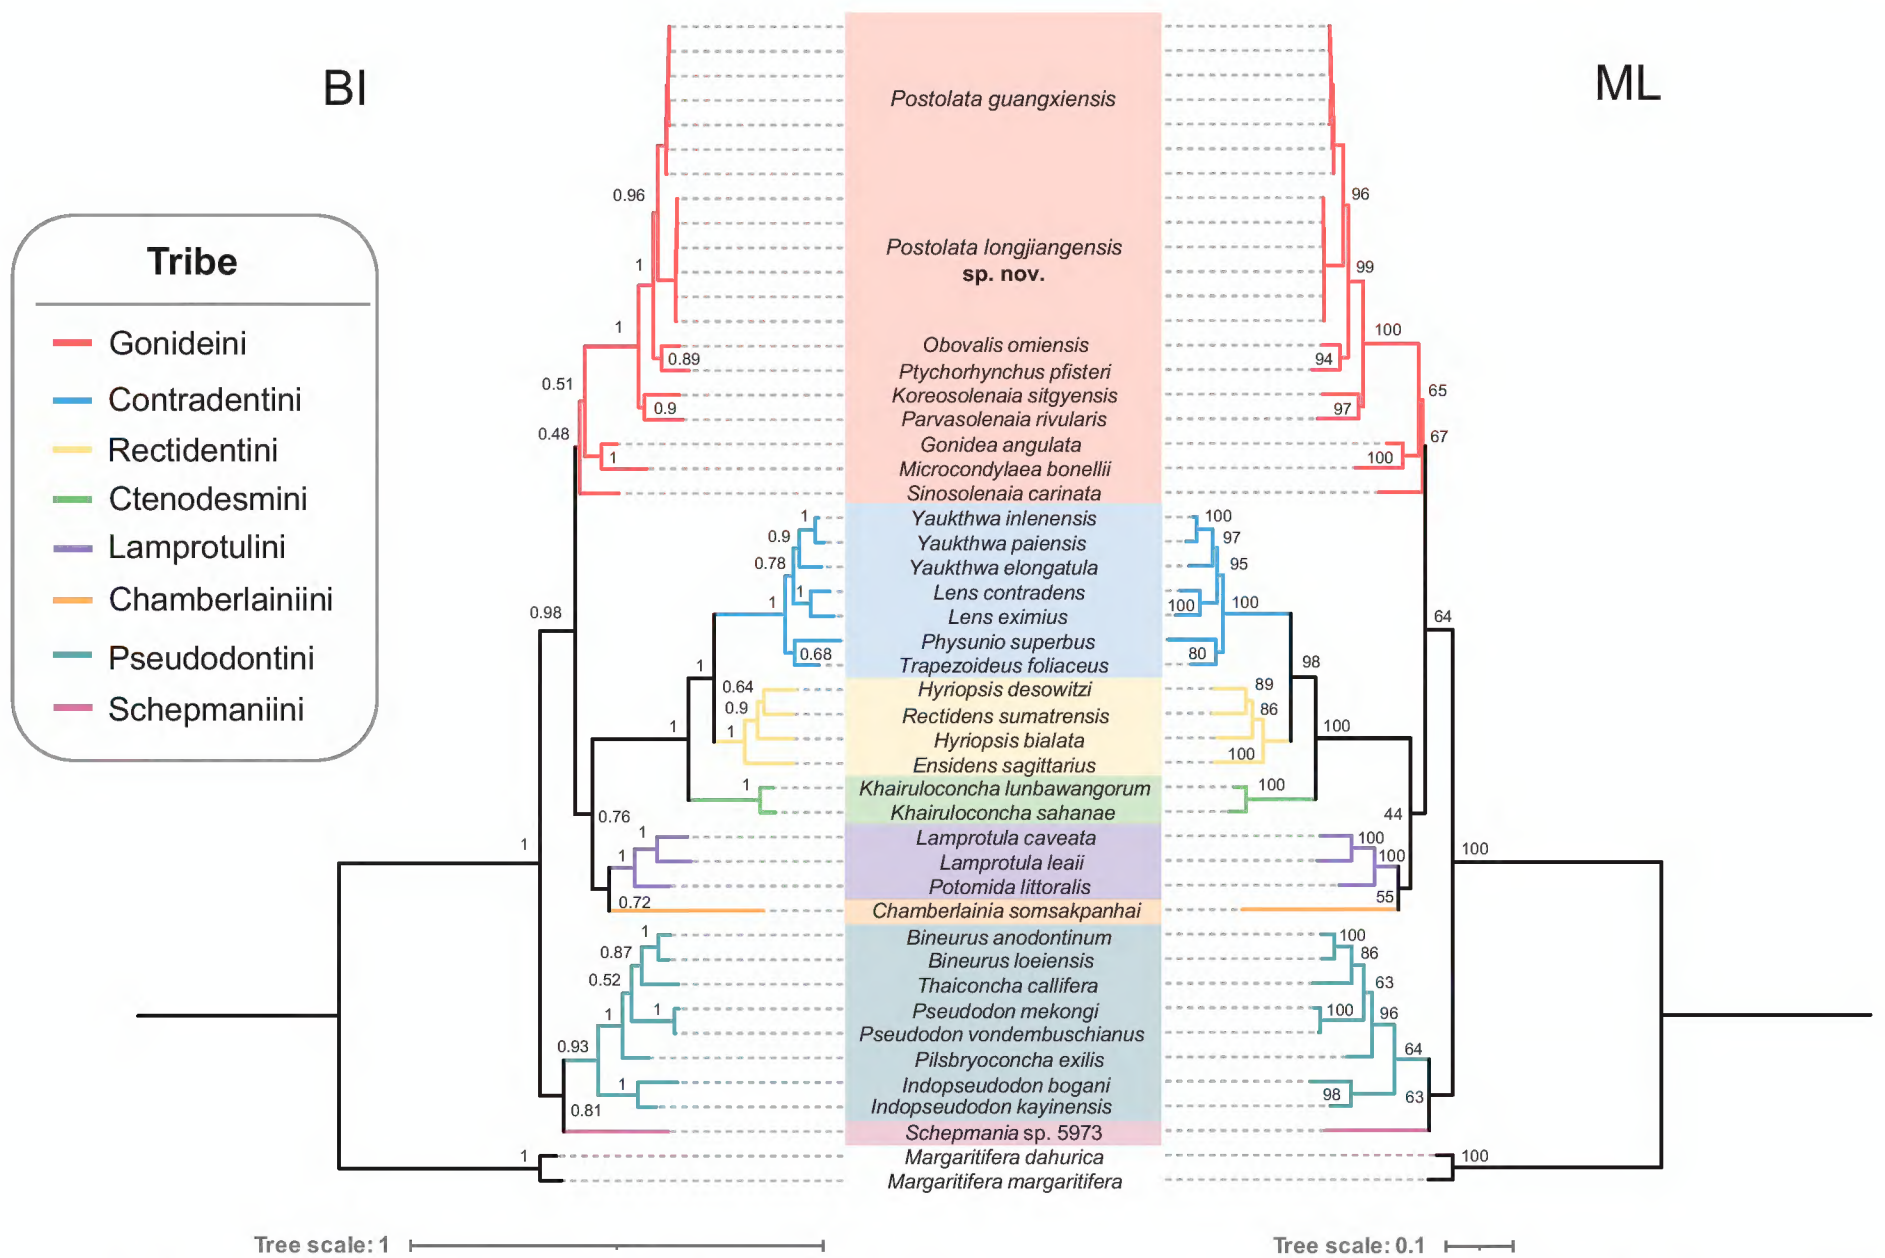 BI
ML
Tribe
Gonideini
Contradentini
Rectidentini
Ctenodesmini
Lamprotulini
Chamberlainiini
Pseudodontini
Schepmaniini
0.96
1
1
0.89
0.51
0.9
0.48
1
1
0.9
0.78
1
1
0.98
0.68
1
0.64
0.9
1
1
1
0.76
1
1
1
0.72
1
0.87
0.52
1
1
0.93
1
0.81
1
Postolata guangxiensis
Postolata longjiangensis
sp. nov.
Obovalis omiensis
Ptychorhynchus pfisteri
Koreosolenaia sitgyensis
Parvasolenaia rivularis
Gonidea angulata
Microcondylaea bonellii
Sinosolenaia carinata
Yaukthwa inlenensis
Yaukthwa paiensis
Yaukthwa elongatula
Lens contradens
Lens eximius
Physunio superbus
Trapezoideus foliaceus
Hyriopsis desowitzi
Rectidens sumatrensis
Hyriopsis bialata
Ensidens sagittarius
Khairuloconcha lunbawangorum
Khairuloconcha sahanae
Lamprotula caveata
Lamprotula leaii
Potomida littoralis
Chamberlainia somsakpanhai
Bineurus anodontinum
Bineurus loeiensis
Thaiconcha callifera
Pseudodon mekongi
Pseudodon vondembuschianus
Pilsbryoconcha exilis
Indopseudodon bogani
Indopseudodon kayinensis
Schepmania sp. 5973
Margaritifera dahurica
Margaritifera margaritifera
96
99
100
94
65
97
67
100
100
97
95
100
100
64
80
98
89
86
100
100
100
44
100
100
100
55
100
86
63
100
96
64
98
63
100
Tree scale: 1
Tree scale: 0.1